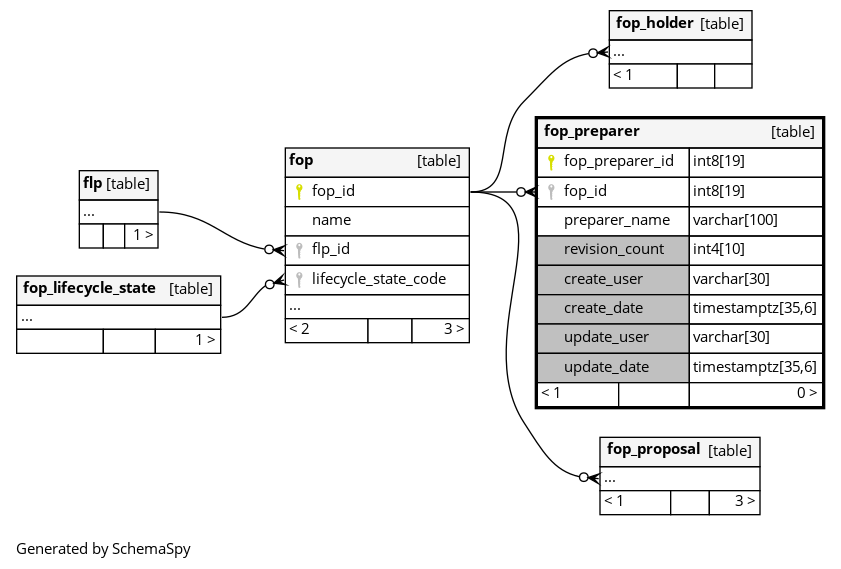 fop_holder [table]
...
< 1
fop_preparer [table]
fop_preparer_id int8[19]
fop_id int8[19]
preparer_name varchar[100]
revision_count int4[10]
create_user varchar[30]
create_date timestamptz[35,6]
update_user varchar[30]
update_date timestamptz[35,6]
< 1 0 >
fop [table]
fop_id
name
flp_id
lifecycle_state_code
...
< 2 3 >
flp [table]
...
1 >
fop_lifecycle_state [table]
...
1 >
fop_proposal [table]
...
< 1 3 >
Generated by SchemaSpy